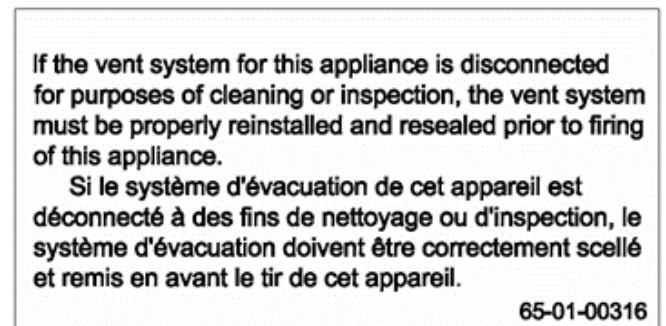 If the vent system for this appliance is disconnected
for purposes of cleaning or inspection, the vent system
must be properly reinstalled and resealed prior to firing
of this appliance.
Si le système d'évacuation de cet appareil est
déconnecté à des fins de nettoyage ou d'inspection, le
système d'évacuation doivent être correctement scellé
et remis en avant le tir de cet appareil.
65-01-00316